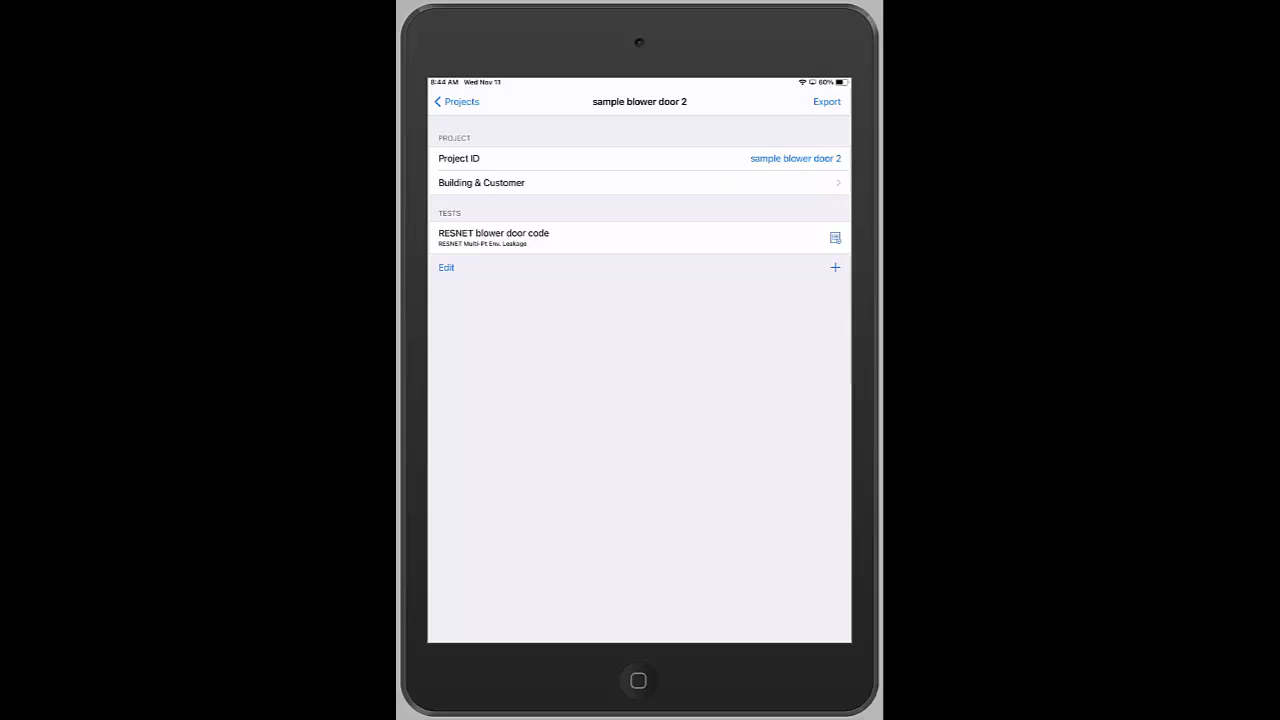 8:44 AM Wed Nov 11 60%
Projects sample blower door 2 Export
PROJECT
Project ID sample blower door 2
Building & Customer
TESTS
RESNET blower door code
RESNET Multi-Pt Env. Leakage
Edit